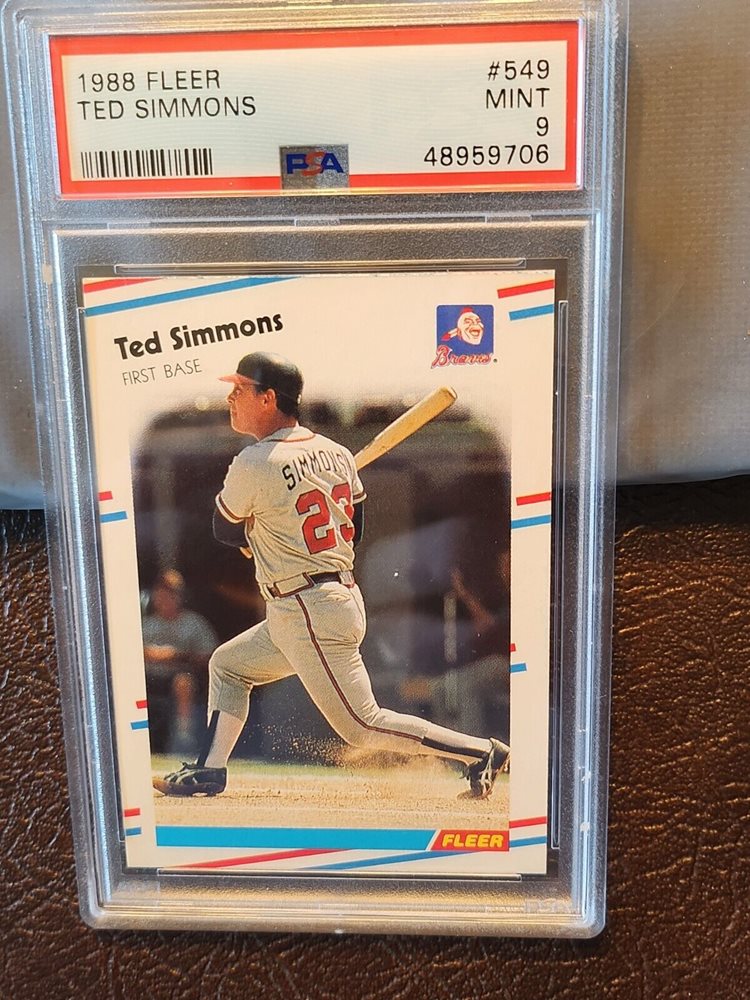 1988 FLEER #549
TED SIMMONS MINT
9
PSA 48959706
Ted Simmons
FIRST BASE
Braves
SIMMONS
23
FLEER